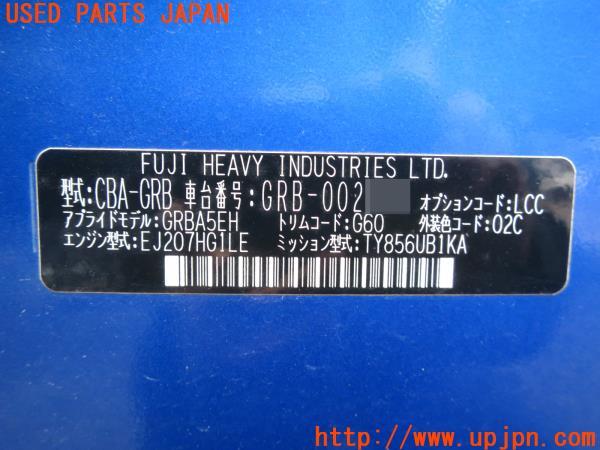 USED PARTS JAPAN
FUJI HEAVY INDUSTRIES LTD.
型式:CBA-GRB 車台番号:GRB-002 オプションコード:LCC
アプライドモデル:GRBA5EH トリムコード:G60 外装色コード:02C
エンジン型式:EJ207HG1LE ミッション型式:TY856UB1KA
http://www.upjpn.com/